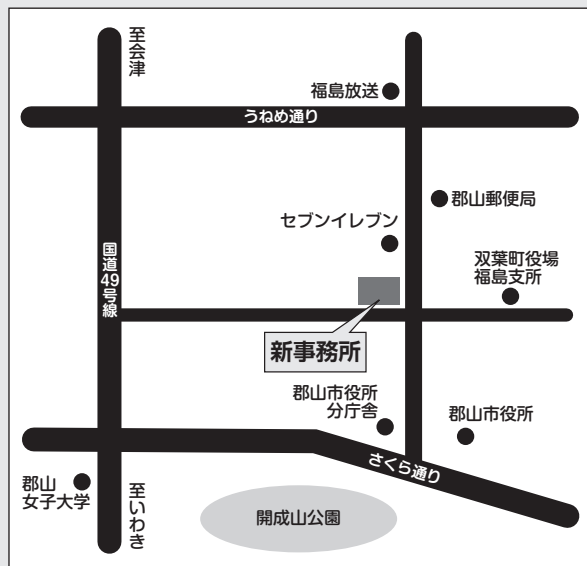 至会津
福島放送
うねめ通り
郡山郵便局
セブンイレブン
国道49号線
双葉町役場
福島支所
新事務所
郡山市役所
分庁舎
郡山市役所
さくら通り
郡山
女子大学
至いわき
開成山公園